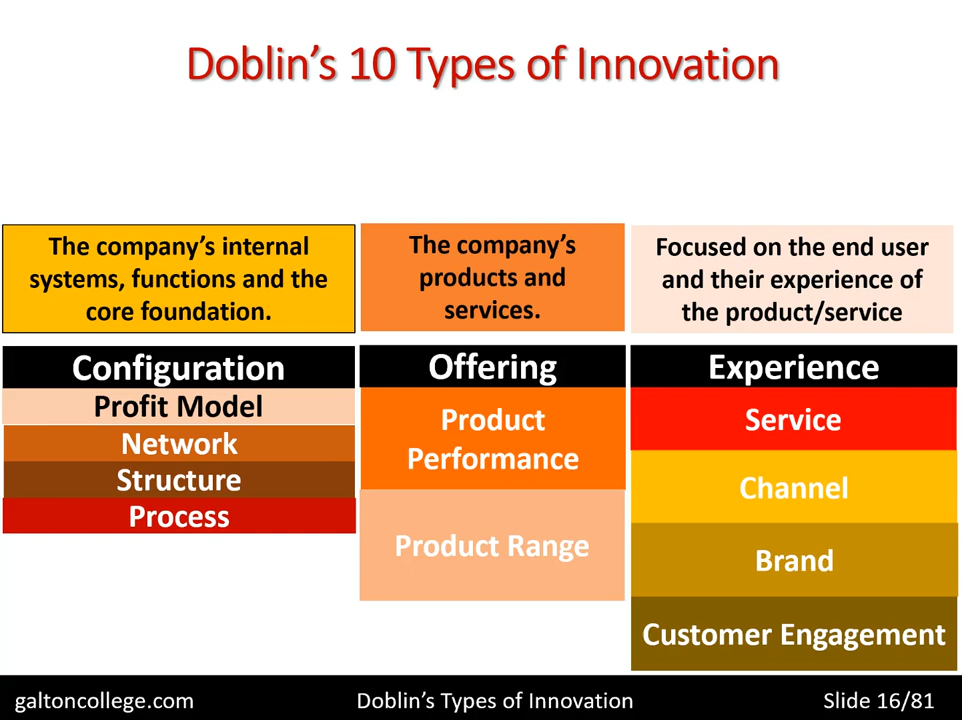 Doblin’s 10 Types of Innovation
The company’s internal
systems, functions and the
core foundation.
The company’s
products and
services.
Focused on the end user
and their experience of
the product/service
Configuration
Profit Model
Network
Structure
Process
Offering
Product
Performance
Product Range
Experience
Service
Channel
Brand
Customer Engagement
galtoncollege.com
Doblin’s Types of Innovation
Slide 16/81